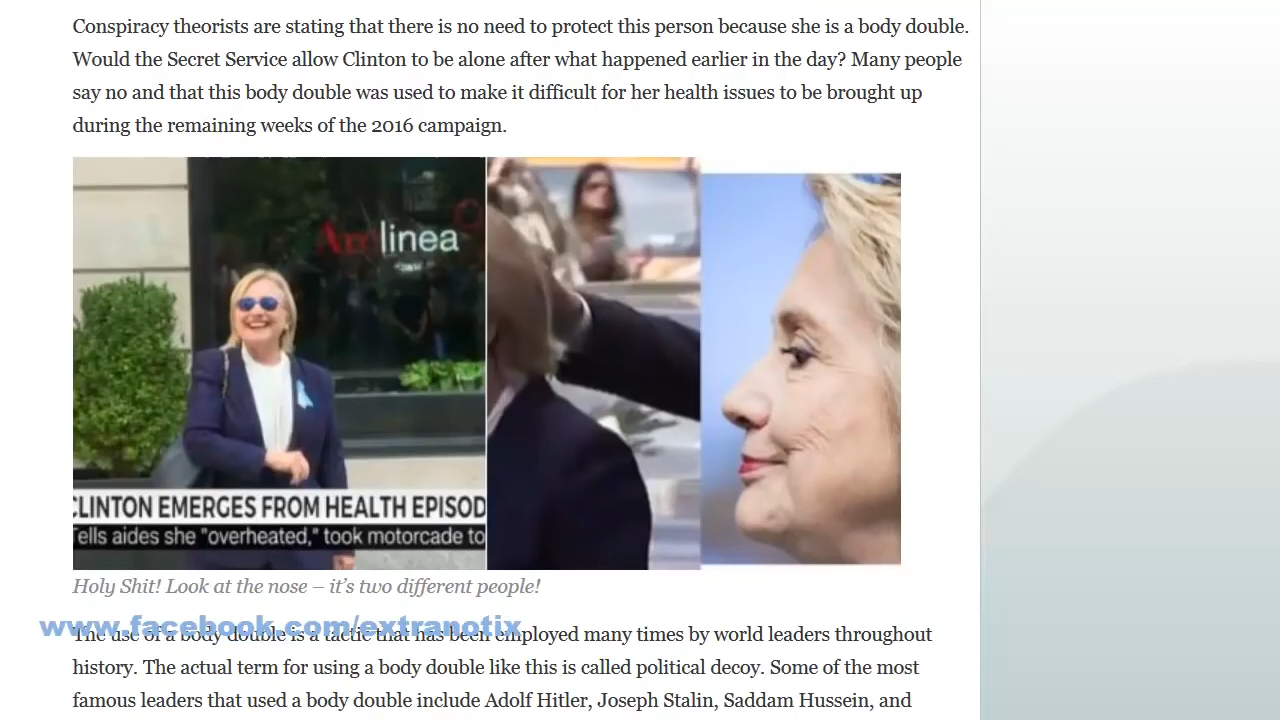 Conspiracy theorists are stating that there is no need to protect this person because she is a body double.
Would the Secret Service allow Clinton to be alone after what happened earlier in the day? Many people
say no and that this body double was used to make it difficult for her health issues to be brought up
during the remaining weeks of the 2016 campaign.
Arclinea
CLINTON EMERGES FROM HEALTH EPISOD
Tells aides she "overheated," took motorcade to
Holy Shit! Look at the nose – it's two different people!
www.facebook.com/extranotix
The use of a body double is a tactic that has been employed many times by world leaders throughout
history. The actual term for using a body double like this is called political decoy. Some of the most
famous leaders that used a body double include Adolf Hitler, Joseph Stalin, Saddam Hussein, and